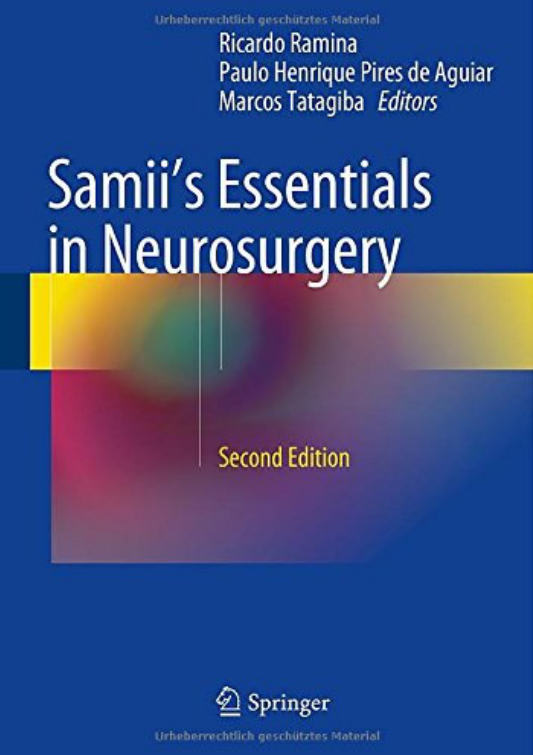 Urheberrechtlich geschütztes Material
Ricardo Ramina
Paulo Henrique Pires de Aguiar
Marcos Tatagiba Editors
Samii's Essentials
in Neurosurgery
Second Edition
Springer
Urheberrechtlich geschütztes Material